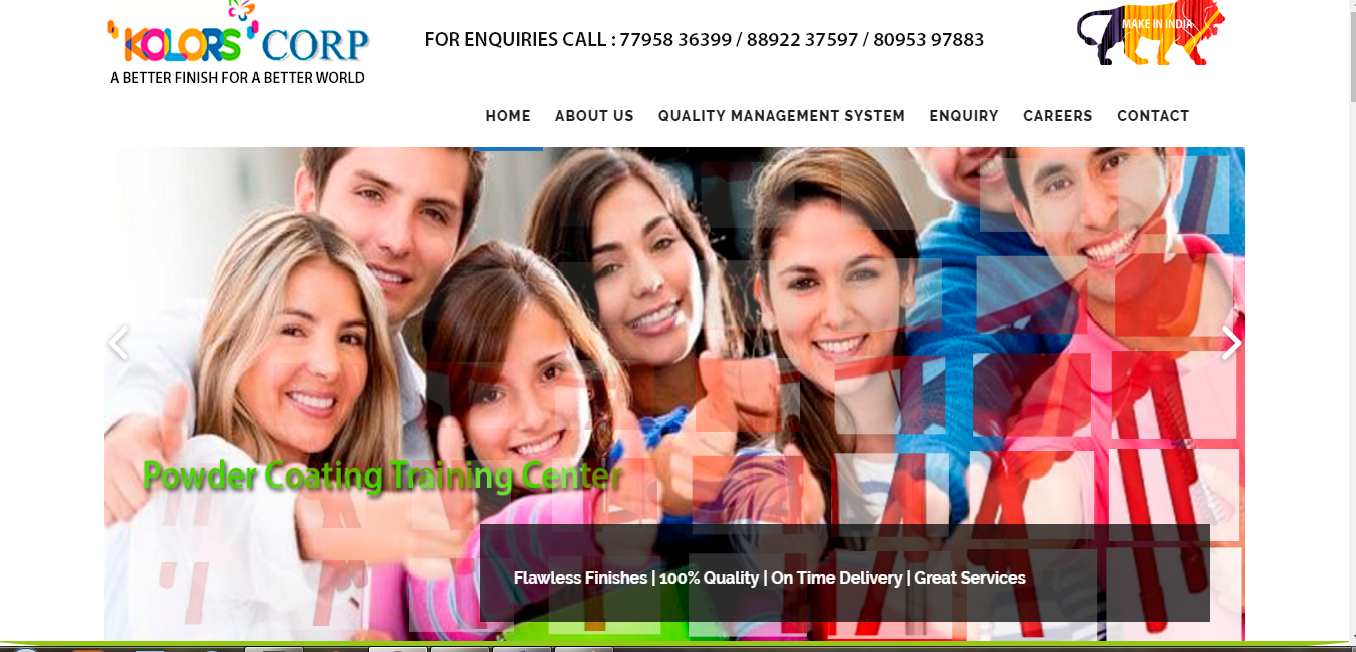 'KOLORS' CORP
A BETTER FINISH FOR A BETTER WORLD
FOR ENQUIRIES CALL : 77958 36399 / 88922 37597 / 80953 97883
MAKE IN INDIA
HOME ABOUT US QUALITY MANAGEMENT SYSTEM ENQUIRY CAREERS CONTACT
Powder Coating Training Center
Flawless Finishes | 100% Quality | On Time Delivery | Great Services